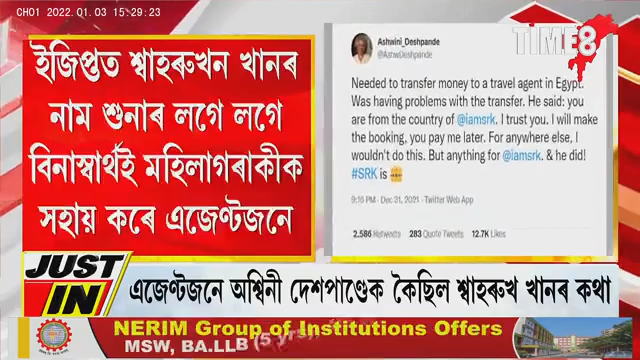 CH01 2022.01.03 15:29:23
ইজিপ্তত শ্বাহৰুখন খানৰ
নাম শুনাৰ লগে লগে
বিনাস্বাৰ্থই মহিলাগৰাকীক
সহায় কৰে এজেণ্টজনে
Ashwini_Deshpande
@AshwDeshpande
Needed to transfer money to a travel agent in Egypt.
Was having problems with the transfer. He said: you
are from the country of @iamsrk. I trust you. I will make
the booking, you pay me later. For anywhere else, I
wouldn't do this. But anything for @iamsrk. & he did!
#SRK is
9:16 PM · Dec 31, 2021 · Twitter Web App
2,586 Retweets 283 Quote Tweets 12.7K Likes
TIME8
JUST
IN
এজেণ্টজনে অশ্বিনী দেশপাণ্ডেক কৈছিল শ্বাহৰুখ খানৰ কথা
NERIM Group of Institutions Offers
MSW, BA.LLB (5